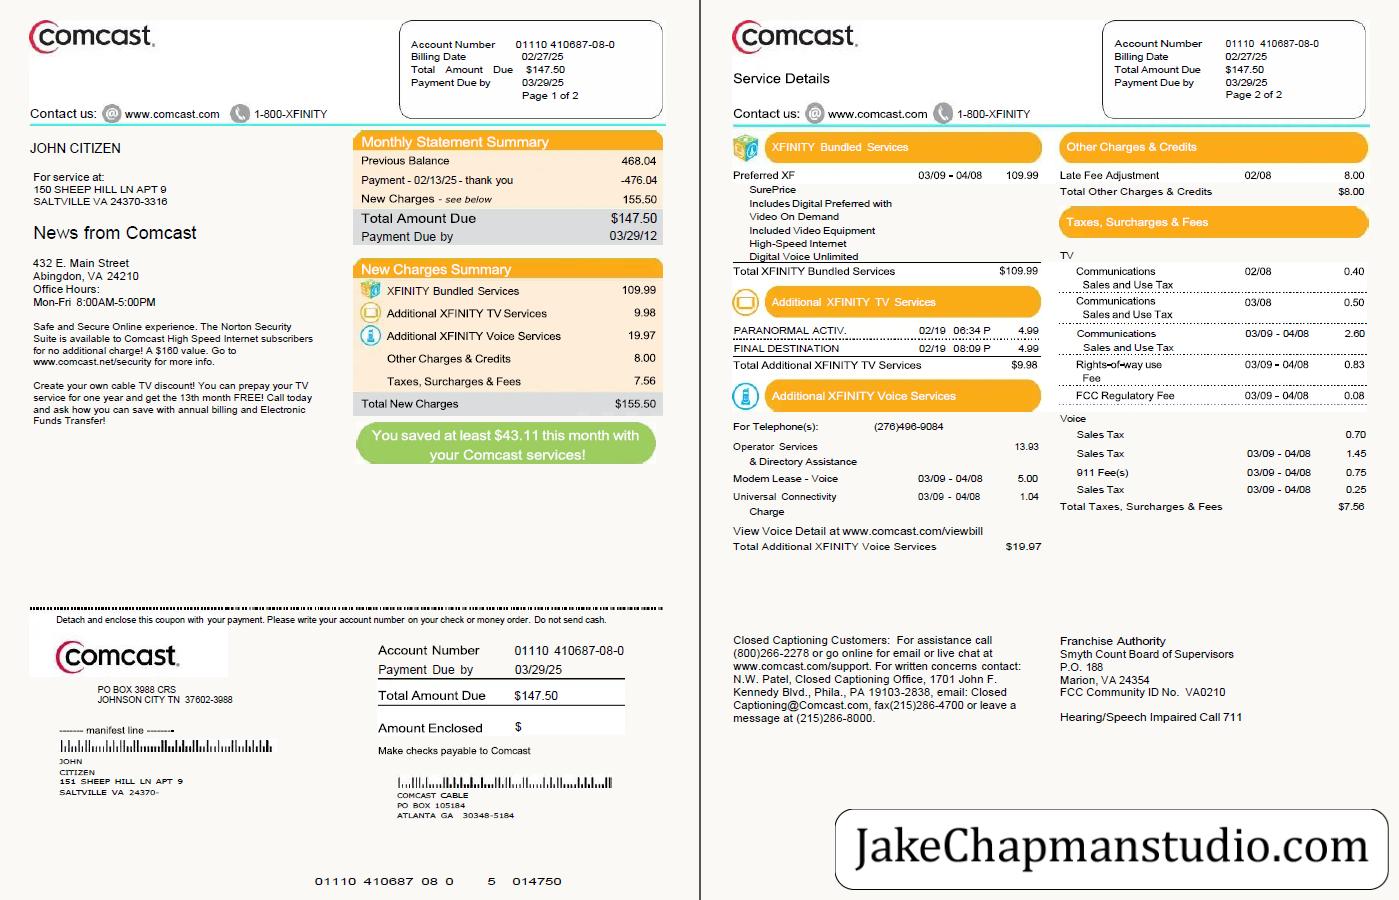 comcast.
Account Number 01110 410687-08-0
Billing Date 02/27/25
Total Amount Due $147.50
Payment Due by 03/29/25
Page 1 of 2
Contact us: @ www.comcast.com 1-800-XFINITY
JOHN CITIZEN
For service at:
150 SHEEP HILL LN APT 9
SALTVILLE VA 24370-3316
News from Comcast
432 E. Main Street
Abingdon, VA 24210
Office Hours:
Mon-Fri 8:00AM-5:00PM
Safe and Secure Online experience. The Norton Security
Suite is available to Comcast High Speed Internet subscribers
for no additional charge! A $160 value. Go to
www.comcast.net/security for more info.
Create your own cable TV discount! You can prepay your TV
service for one year and get the 13th month FREE! Call today
and ask how you can save with annual billing and Electronic
Funds Transfer!
Monthly Statement Summary
Previous Balance 468.04
Payment - 02/13/25 - thank you -476.04
New Charges - see below 155.50
Total Amount Due $147.50
Payment Due by 03/29/12
New Charges Summary
XFINITY Bundled Services 109.99
Additional XFINITY TV Services 9.98
Additional XFINITY Voice Services 19.97
Other Charges & Credits 8.00
Taxes, Surcharges & Fees 7.56
Total New Charges $155.50
You saved at least $43.11 this month with
your Comcast services!
Detach and enclose this coupon with your payment. Please write your account number on your check or money order. Do not send cash.
comcast.
PO BOX 3988 CRS
JOHNSON CITY TN 37602-3988
------- manifest line -------
JOHN
CITIZEN
151 SHEEP HILL LN APT 9
SALTVILLE VA 24370-
Account Number 01110 410687-08-0
Payment Due by 03/29/25
Total Amount Due $147.50
Amount Enclosed $
Make checks payable to Comcast
COMCAST CABLE
PO BOX 105184
ATLANTA GA 30348-5184
01110 410687 08 0 5 014750
comcast.
Service Details
Account Number 01110 410687-08-0
Billing Date 02/27/25
Total Amount Due $147.50
Payment Due by 03/29/25
Page 2 of 2
Contact us: @ www.comcast.com 1-800-XFINITY
XFINITY Bundled Services
Preferred XF 03/09 - 04/08 109.99
SurePrice
Includes Digital Preferred with
Video On Demand
Included Video Equipment
High-Speed Internet
Digital Voice Unlimited
Total XFINITY Bundled Services $109.99
Additional XFINITY TV Services
PARANORMAL ACTIV. 02/19 06:34 P 4.99
FINAL DESTINATION 02/19 08:09 P 4.99
Total Additional XFINITY TV Services $9.98
Additional XFINITY Voice Services
For Telephone(s): (276)496-9084
Operator Services 13.93
& Directory Assistance
Modem Lease - Voice 03/09 - 04/08 5.00
Universal Connectivity 03/09 - 04/08 1.04
Charge
View Voice Detail at www.comcast.com/viewbill
Total Additional XFINITY Voice Services $19.97
Other Charges & Credits
Late Fee Adjustment 02/08 8.00
Total Other Charges & Credits $8.00
Taxes, Surcharges & Fees
TV
Communications 02/08 0.40
Sales and Use Tax
Communications 03/08 0.50
Sales and Use Tax
Communications 03/09 - 04/08 2.60
Sales and Use Tax
Rights-of-way use 03/09 - 04/08 0.83
Fee
FCC Regulatory Fee 03/09 - 04/08 0.08
Voice
Sales Tax 0.70
Sales Tax 03/09 - 04/08 1.45
911 Fee(s) 03/09 - 04/08 0.75
Sales Tax 03/09 - 04/08 0.25
Total Taxes, Surcharges & Fees $7.56
Closed Captioning Customers: For assistance call
(800)266-2278 or go online for email or live chat at
www.comcast.com/support. For written concerns contact:
N.W. Patel, Closed Captioning Office, 1701 John F.
Kennedy Blvd., Phila., PA 19103-2838, email: Closed
Captioning@Comcast.com, fax(215)286-4700 or leave a
message at (215)286-8000.
Franchise Authority
Smyth Count Board of Supervisors
P.O. 188
Marion, VA 24354
FCC Community ID No. VA0210
Hearing/Speech Impaired Call 711
JakeChapmanstudio.com